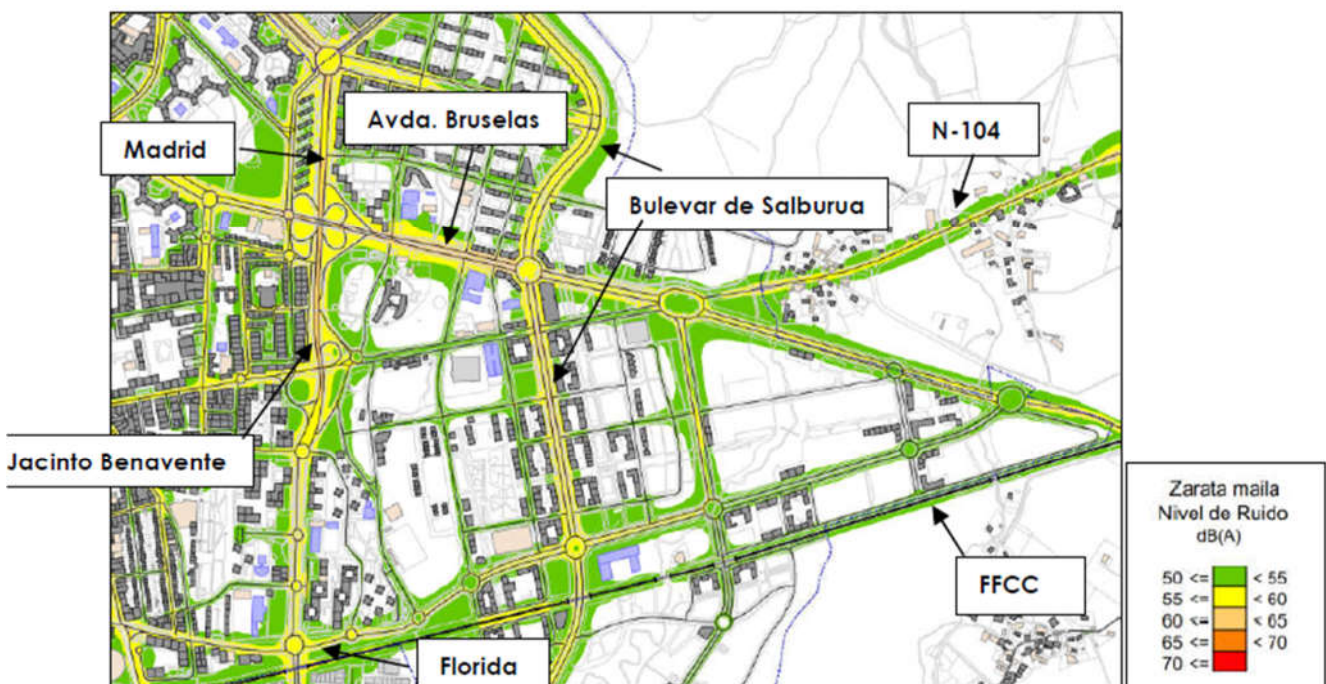 Avda. Bruselas
N-104
Madrid
Bulevar de Salburua
Jacinto Benavente
FFCC
Florida
Zarata maila
Nivel de Ruido
dB(A)
50 <= < 55
55 <= < 60
60 <= < 65
65 <= < 70
70 <=